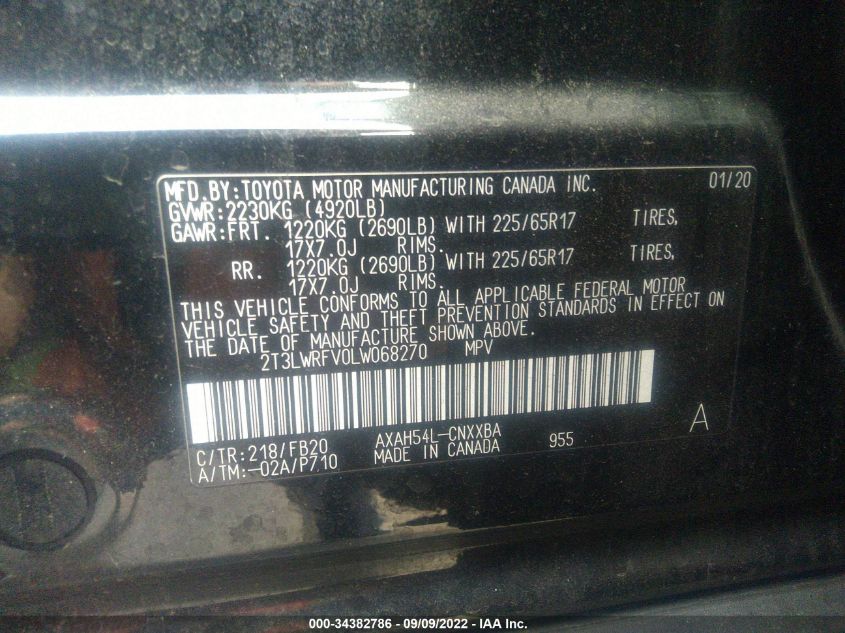 MFD.BY:TOYOTA MOTOR MANUFACTURING CANADA INC. 01/20
GVWR:2230KG (4920LB)
GAWR:FRT. 1220KG (2690LB) WITH 225/65R17 TIRES,
17X7.0J RIMS.
RR. 1220KG (2690LB) WITH 225/65R17 TIRES,
17X7.0J RIMS.
THIS VEHICLE CONFORMS TO ALL APPLICABLE FEDERAL MOTOR
VEHICLE SAFETY AND THEFT PREVENTION STANDARDS IN EFFECT ON
THE DATE OF MANUFACTURE SHOWN ABOVE.
2T3LWRFV0LW068270 MPV
C/TR:218/FB20 AXAH54L-CNXXBA 955 A
A/TM:-02A/P710 MADE IN CANADA
000-34382786 - 09/09/2022 - IAA Inc.